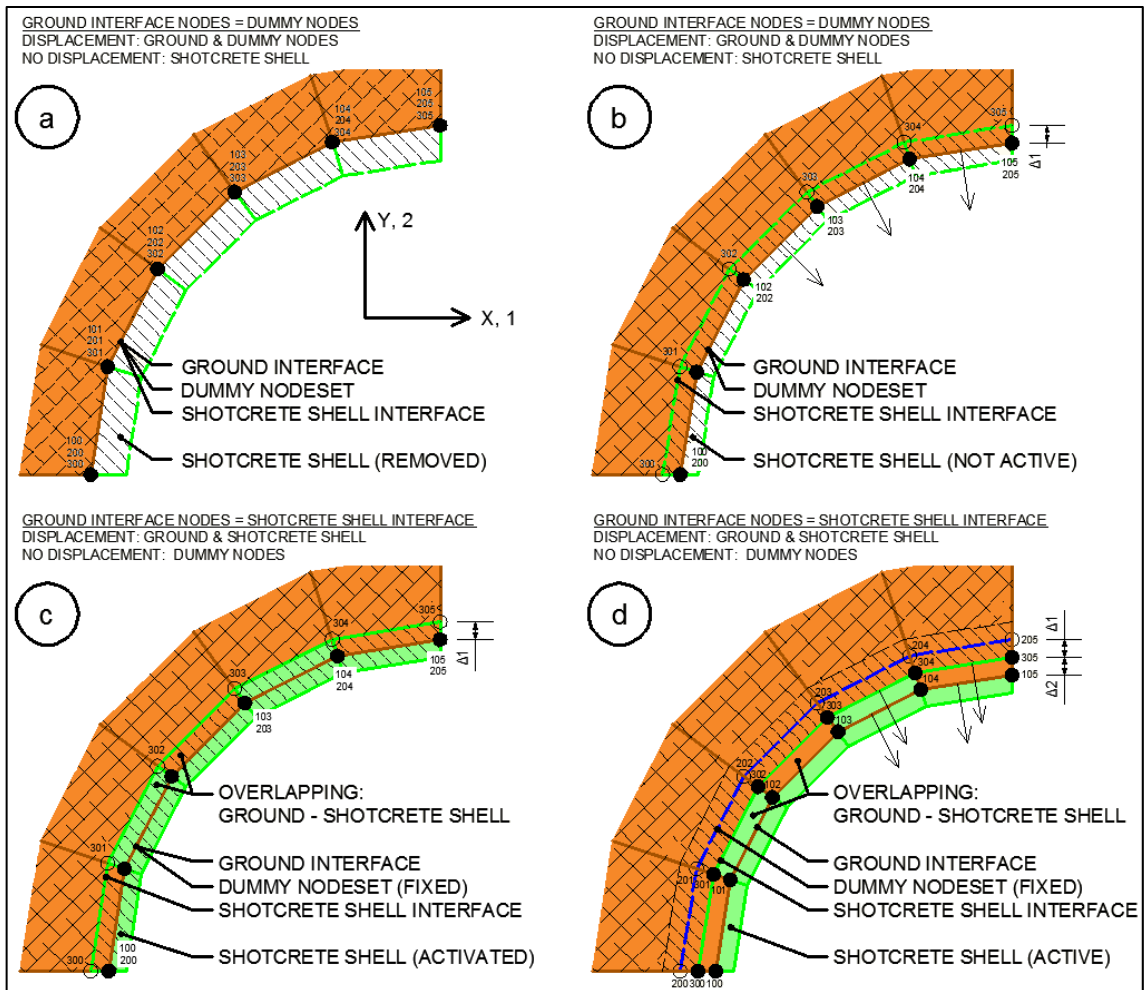 GROUND INTERFACE NODES = DUMMY NODES
DISPLACEMENT: GROUND & DUMMY NODES
NO DISPLACEMENT: SHOTCRETE SHELL
a
105
205
305
104
204
304
103
203
303
102
202
302
101
201
301
100
200
300
Y, 2
X, 1
GROUND INTERFACE
DUMMY NODESET
SHOTCRETE SHELL INTERFACE
SHOTCRETE SHELL (REMOVED)
GROUND INTERFACE NODES = DUMMY NODES
DISPLACEMENT: GROUND & DUMMY NODES
NO DISPLACEMENT: SHOTCRETE SHELL
b
305
Δ1
105
205
304
104
204
303
103
203
302
102
202
301
300
100
200
GROUND INTERFACE
DUMMY NODESET
SHOTCRETE SHELL INTERFACE
SHOTCRETE SHELL (NOT ACTIVE)
GROUND INTERFACE NODES = SHOTCRETE SHELL INTERFACE
DISPLACEMENT: GROUND & SHOTCRETE SHELL
NO DISPLACEMENT: DUMMY NODES
c
305
Δ1
105
205
304
104
204
303
103
203
302
301
300
100
200
OVERLAPPING:
GROUND - SHOTCRETE SHELL
GROUND INTERFACE
DUMMY NODESET (FIXED)
SHOTCRETE SHELL INTERFACE
SHOTCRETE SHELL (ACTIVATED)
GROUND INTERFACE NODES = SHOTCRETE SHELL INTERFACE
DISPLACEMENT: GROUND & SHOTCRETE SHELL
NO DISPLACEMENT: DUMMY NODES
d
Δ1
Δ2
205
305
105
204
304
104
203
303
103
202
302
102
201
301
101
200 300 100
OVERLAPPING:
GROUND - SHOTCRETE SHELL
GROUND INTERFACE
DUMMY NODESET (FIXED)
SHOTCRETE SHELL INTERFACE
SHOTCRETE SHELL (ACTIVE)